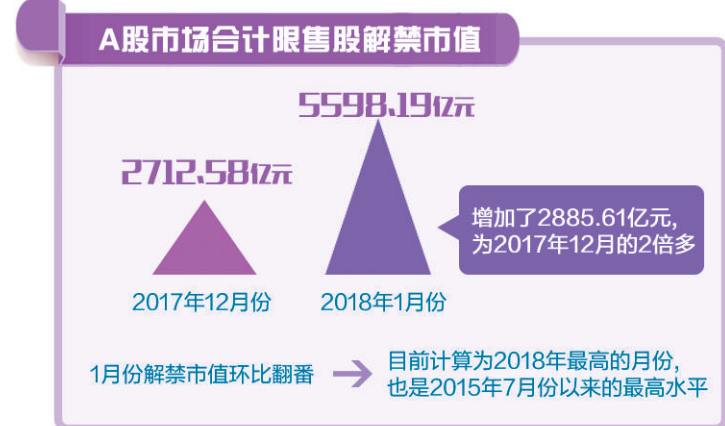 A股市场合计限售股解禁市值
5598.19亿元
2712.58亿元
增加了2885.61亿元,
为2017年12月的2倍多
2017年12月份
2018年1月份
1月份解禁市值环比翻番
目前计算为2018年最高的月份,
也是2015年7月份以来的最高水平